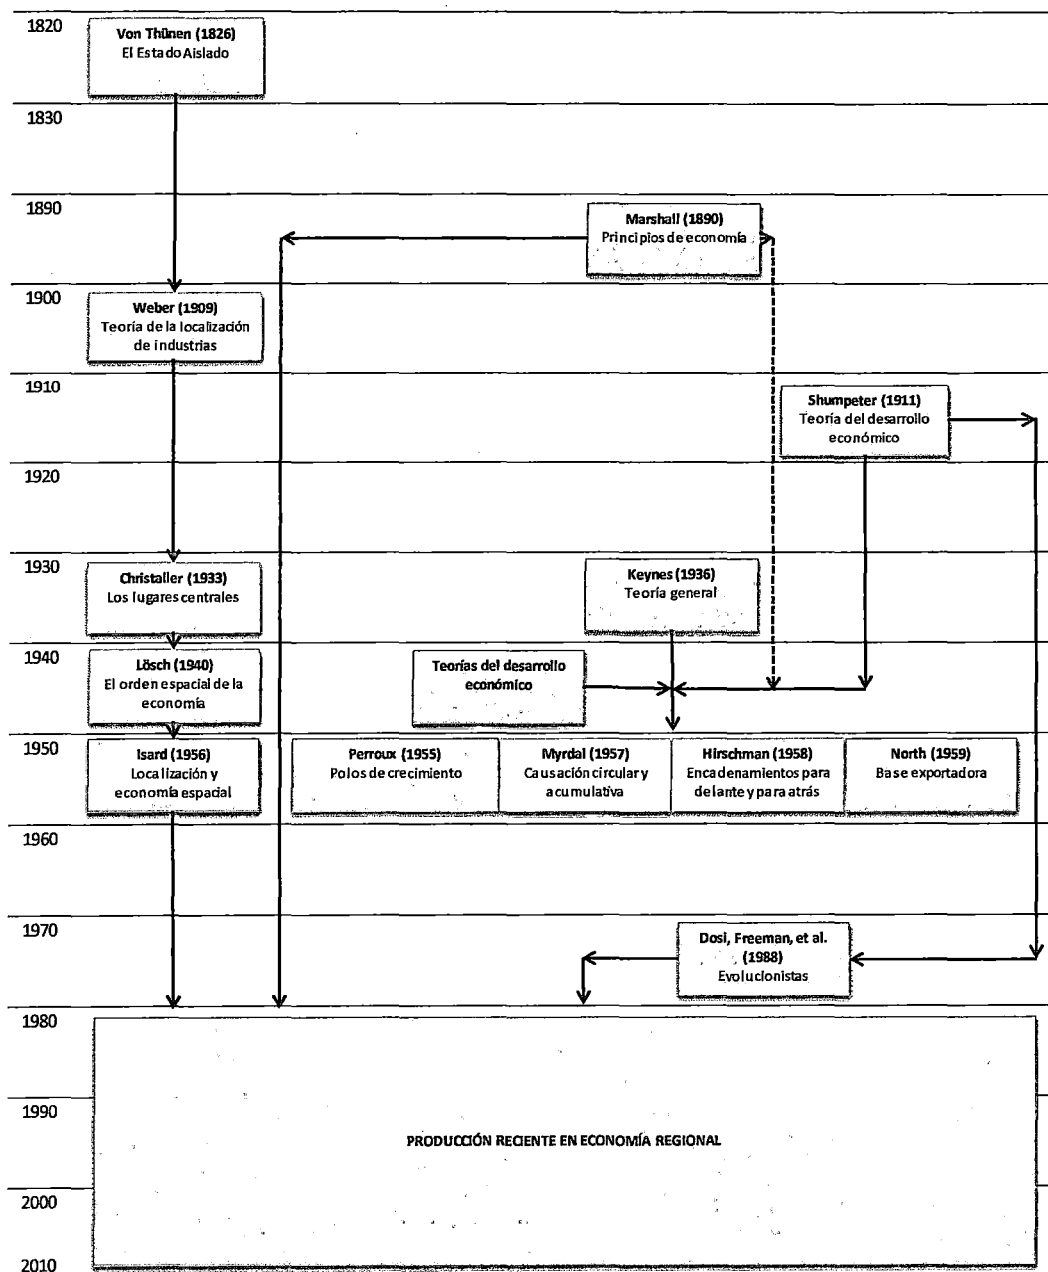 1820
Von Thünen (1826)
El Estado Aislado
1830
1890
Marshall (1890)
Principios de economía
1900
Weber (1909)
Teoría de la localización
de industrias
1910
Shumpeter (1911)
Teoría del desarrollo
económico
1920
1930
Christaller (1933)
Los lugares centrales
Keynes (1936)
Teoría general
1940
Lösch (1940)
El orden espacial de la
economía
Teorías del desarrollo
económico
1950
Isard (1956)
Localización y
economía espacial
Perroux (1955)
Polos de crecimiento
Myrdal (1957)
Causación circular y
acumulativa
Hirschman (1958)
Encadenamientos para
delante y para atrás
North (1959)
Base exportadora
1960
1970
Dosi, Freeman, et al.
(1988)
Evolucionistas
1980
1990
PRODUCCIÓN RECIENTE EN ECONOMÍA REGIONAL
2000
2010